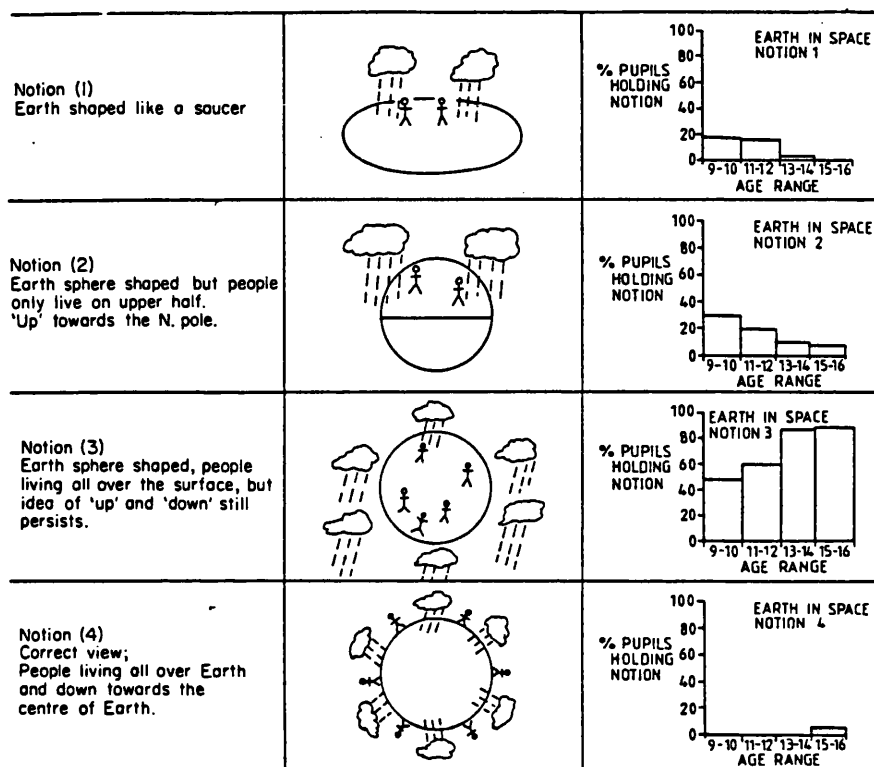 Notion (1)
Earth shaped like a saucer
% PUPILS
HOLDING
NOTION
EARTH IN SPACE
NOTION 1
100
80
60
40
20
0
9-10 11-12 13-14 15-16
AGE RANGE
Notion (2)
Earth sphere shaped but people
only live on upper half.
'Up' towards the N. pole.
% PUPILS
HOLDING
NOTION
EARTH IN SPACE
NOTION 2
100
80
60
40
20
0
9-10 11-12 13-14 15-16
AGE RANGE
Notion (3)
Earth sphere shaped, people
living all over the surface, but
idea of 'up' and 'down' still
persists.
% PUPILS
HOLDING
NOTION
EARTH IN SPACE
NOTION 3
100
80
60
40
20
0
9-10 11-12 13-14 15-16
AGE RANGE
Notion (4)
Correct view;
People living all over Earth
and down towards the
centre of Earth.
% PUPILS
HOLDING
NOTION
EARTH IN SPACE
NOTION 4
100
80
60
40
20
0
9-10 11-12 13-14 15-16
AGE RANGE